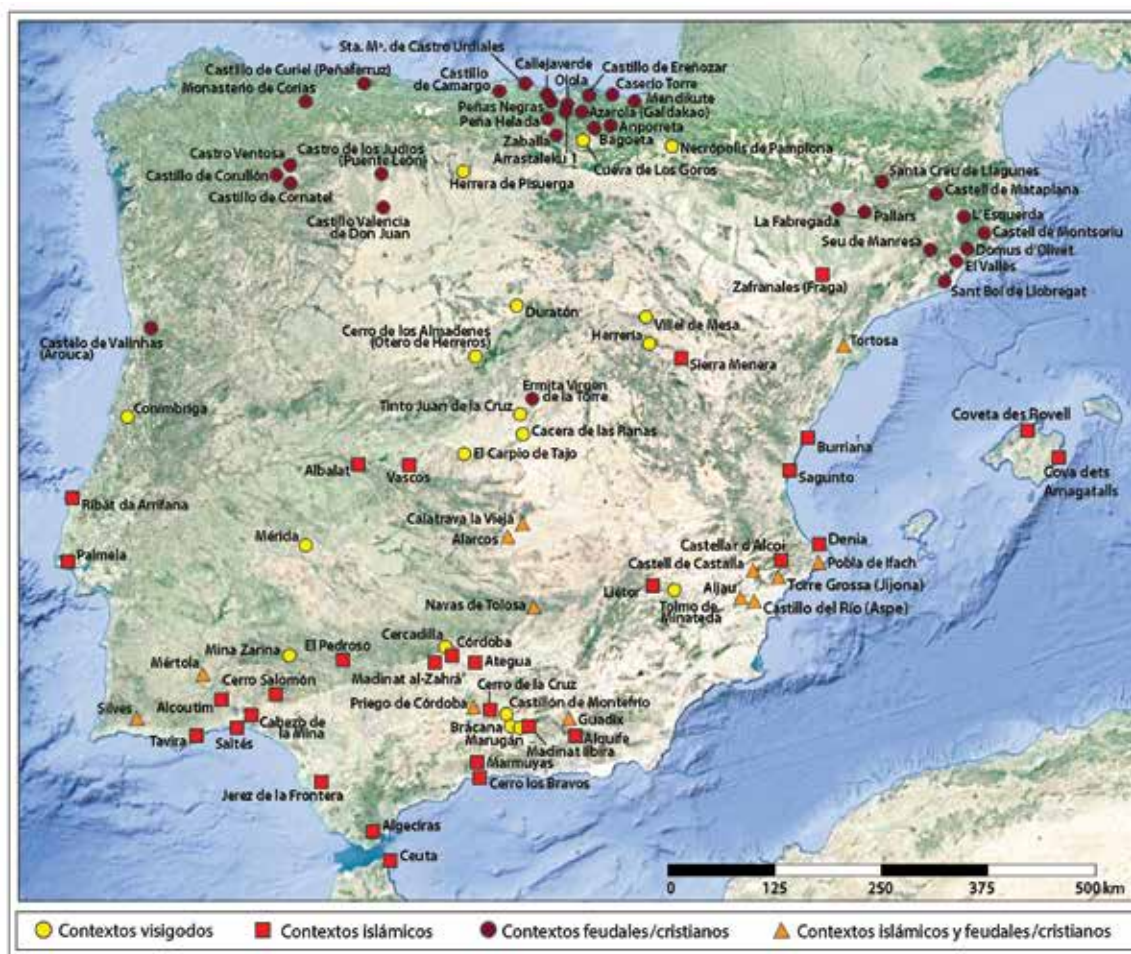 Sta. Mª. de Castro Urdiales
Callejaverde
Castillo de Ereñozar
Castillo de Curiel (Peñaferruz)
Castillo
de Camargo
Olola
Caserío Torre
Monasterio de Corias
Peñas Negras
Azarola (Galdakao)
Mendikute
Peña Helada
Anporreta
Zaballa
Bagoeta
Necrópolis de Pamplona
Castro Ventosa
Castro de los Judíos
(Puente León)
Arrastaleku 1
Cueva de Los Goros
Santa Creu de Llagunes
Castillo de Corullón
Herrera de Pisuerga
Castell de Mataplana
Castillo de Cornatel
La Fabregada
Pallars
L'Esquerda
Castillo Valencia
de Don Juan
Castell de Montsoriu
Seu de Manresa
Domus d'Olivet
El Vallès
Zafranales (Fraga)
Sant Boi de Llobregat
Duratón
Castelo de Valinhas
(Arouca)
Cerro de los Almadenes
(Otero de Herreros)
Villel de Mesa
Herrería
Tortosa
Sierra Menera
Ermita Virgen
de la Torre
Conimbriga
Tinto Juan de la Cruz
Coveta des Rovell
Cacera de las Ranas
Burriana
El Carpio de Tajo
Albalat
Vascos
Sagunto
Cova dets
Amagatalls
Ribāt da Arrifana
Calatrava la Vieja
Alarcos
Mérida
Castellar d'Alcoi
Denia
Palmela
Castell de Castalla
Pobla de Ifach
Liétor
Aljau
Torre Grossa (Jijona)
Navas de Tolosa
Tolmo de
Minateda
Castillo del Río (Aspe)
Cercadilla
Mina Zarina
El Pedroso
Córdoba
Mértola
Madinat al-Zahrá'
Ategua
Cerro Salomón
Cerro de la Cruz
Silves
Alcoutim
Priego de Córdoba
Castillón de Montefrío
Cabezo de
la Mina
Brácana
Guadix
Tavira
Saltés
Marugán
Madinat Ilbira
Alquife
Marmuyas
Jerez de la Frontera
Cerro los Bravos
Algeciras
Ceuta
0 125 250 375 500 km
Contextos visigodos
Contextos islámicos
Contextos feudales/cristianos
Contextos islámicos y feudales/cristianos